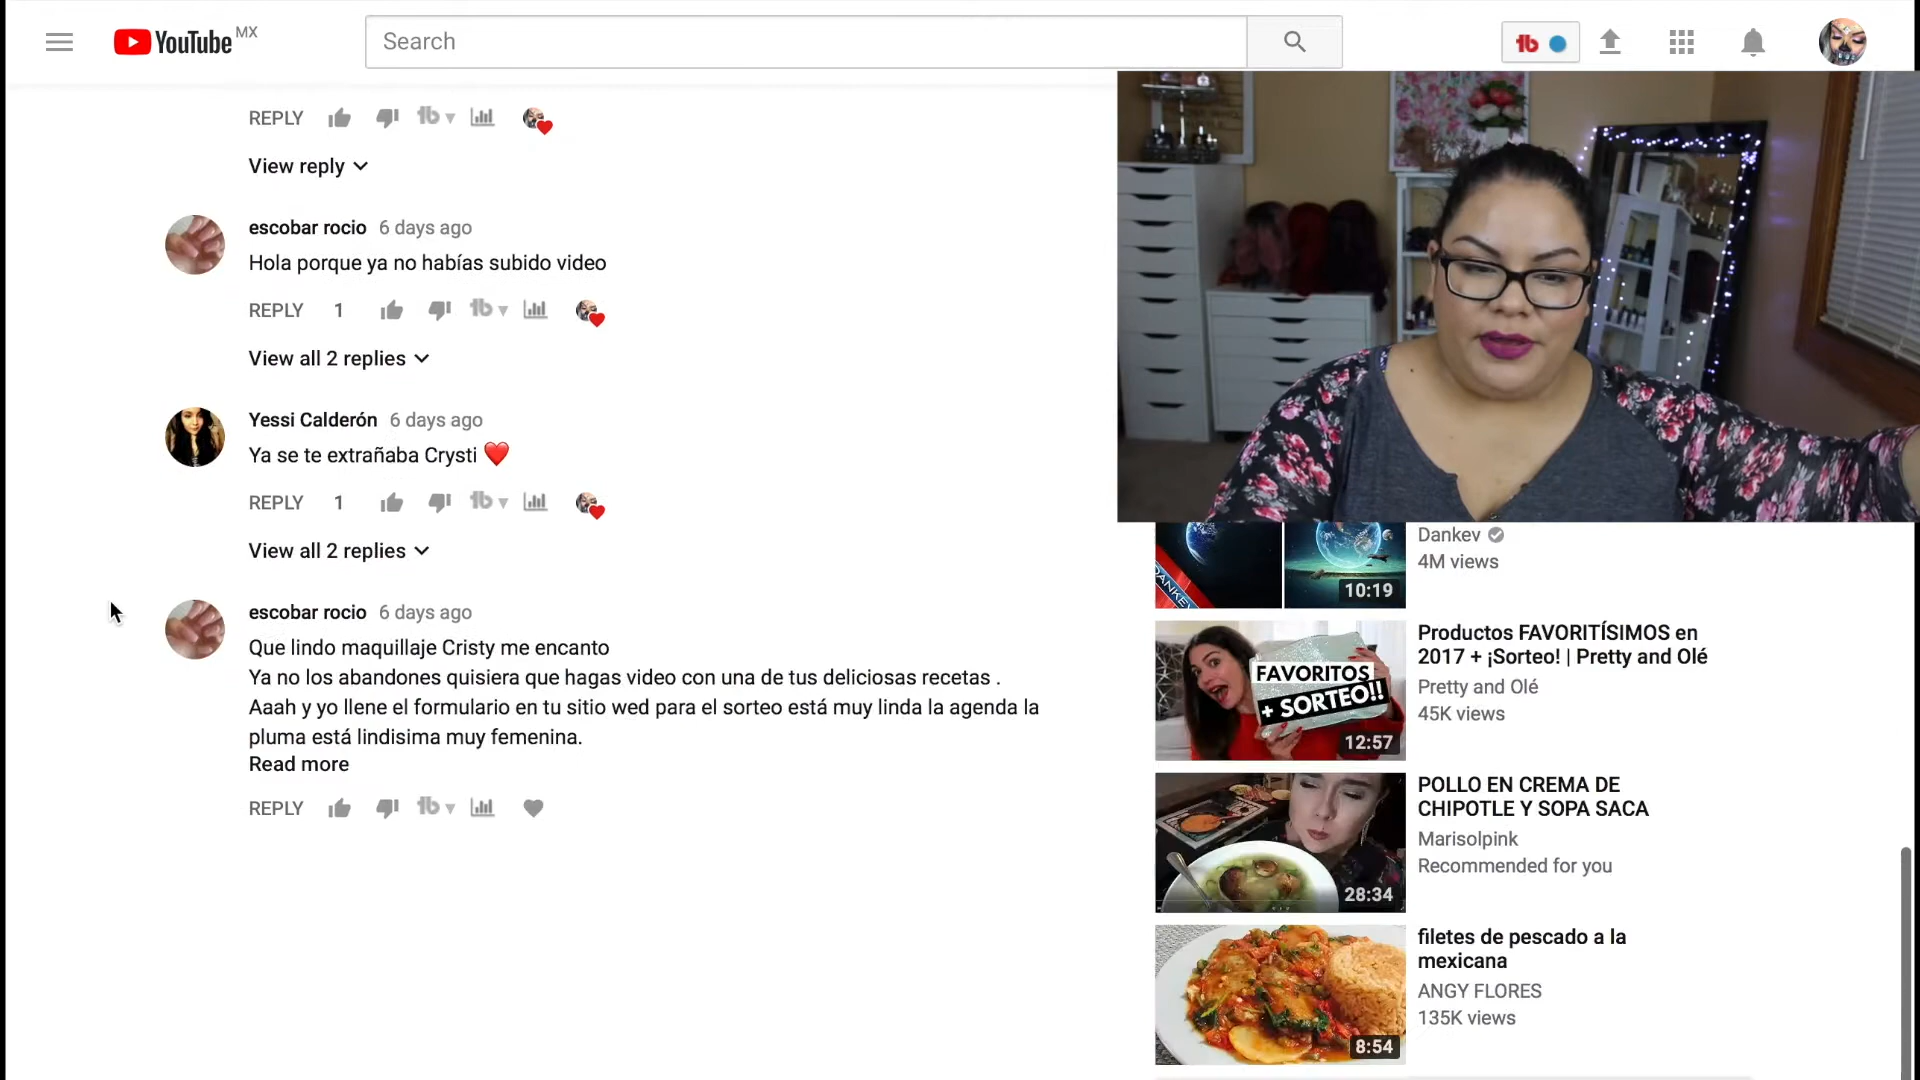 YouTube MX
Search
REPLY
View reply
escobar rocio 6 days ago
Hola porque ya no habías subido video
REPLY 1
View all 2 replies
Yessi Calderón 6 days ago
Ya se te extrañaba Crysti ❤️
REPLY 1
View all 2 replies
escobar rocio 6 days ago
Que lindo maquillaje Cristy me encanto
Ya no los abandones quisiera que hagas video con una de tus deliciosas recetas .
Aaah y yo llene el formulario en tu sitio wed para el sorteo está muy linda la agenda la
pluma está lindisima muy femenina.
Read more
REPLY
DANKEV
10:19
Dankev
4M views
FAVORITOS
+ SORTEO!!
12:57
Productos FAVORITÍSIMOS en
2017 + ¡Sorteo! | Pretty and Olé
Pretty and Olé
45K views
28:34
POLLO EN CREMA DE
CHIPOTLE Y SOPA SACA
Marisolpink
Recommended for you
8:54
filetes de pescado a la
mexicana
ANGY FLORES
135K views